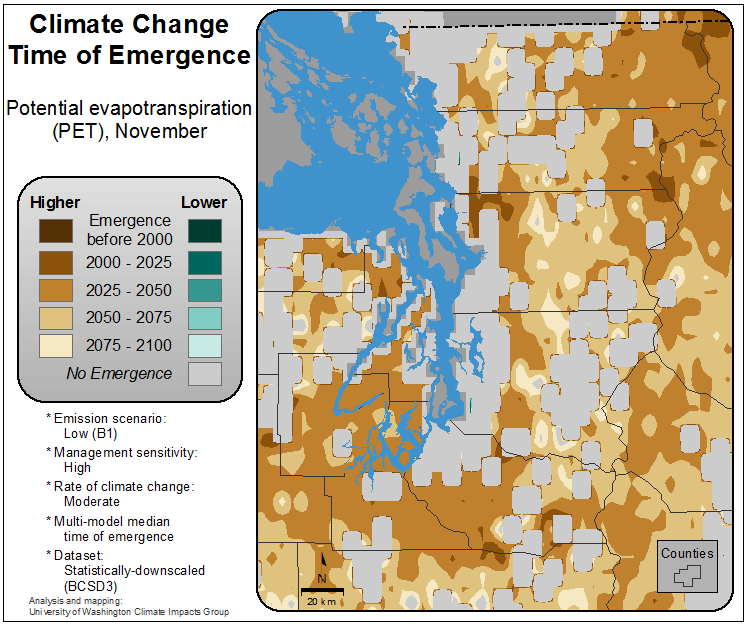 Climate Change
Time of Emergence
Potential evapotranspiration
(PET), November
Higher Lower
Emergence
before 2000
2000 - 2025
2025 - 2050
2050 - 2075
2075 - 2100
No Emergence
* Emission scenario:
Low (B1)
* Management sensitivity:
High
* Rate of climate change:
Moderate
* Multi-model median
time of emergence
* Dataset:
Statistically-downscaled
(BCSD3)
Analysis and mapping:
University of Washington Climate Impacts Group
N
20 km
Counties